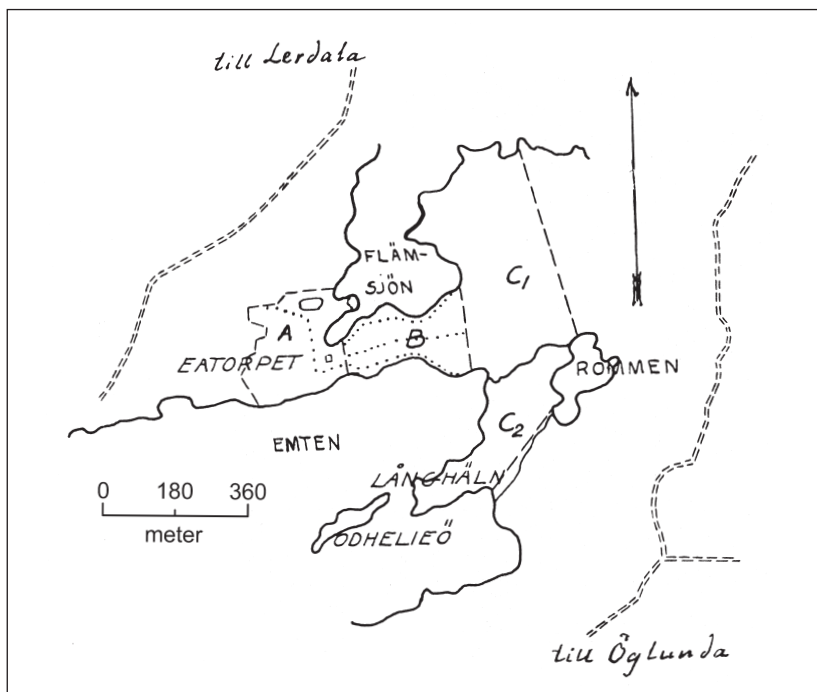 till Lerdala
FLÄM-
SJÖN
C1
A
B
EATORPET
ROMMEN
EMTEN
C2
LÅNGHÄLN
0 180 360
meter
ODHELIEÖ
till Öglunda